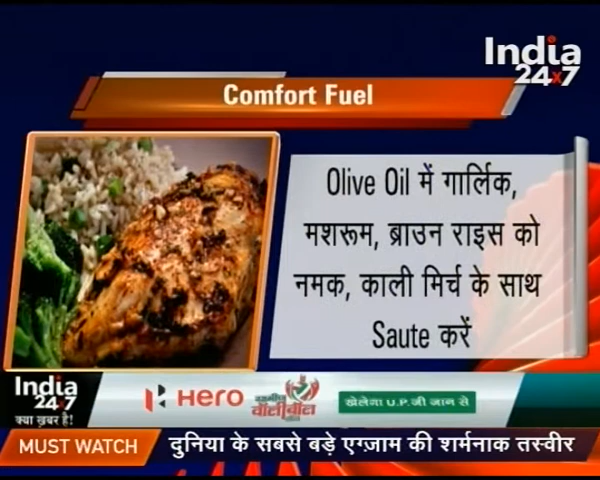 India
24x7
Comfort Fuel
Olive Oil में गार्लिक,
मशरूम, ब्राउन राइस को
नमक, काली मिर्च के साथ
Saute करें
India
24x7
क्या ख़बर है!
HERO
वॉलीबॉल
खेलेगा U.P. जी जान से
MUST WATCH
दुनिया के सबसे बड़े एग्ज़ाम की शर्मनाक तस्वीर